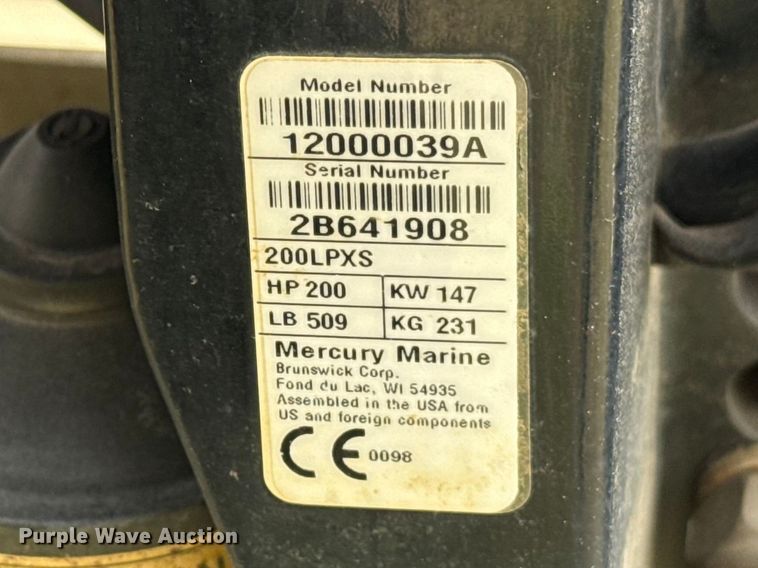 Model Number
12000039A
Serial Number
2B641908
200LPXS
HP 200 KW 147
LB 509 KG 231
Mercury Marine
Brunswick Corp.
Fond du Lac, WI 54935
Assembled in the USA from
US and foreign components
CE 0098
Purple Wave Auction